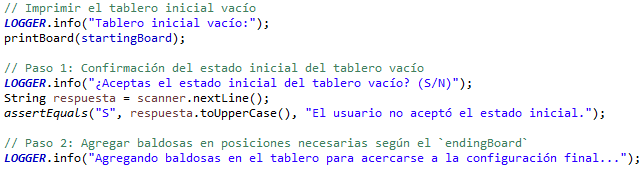 // Imprimir el tablero inicial vacío
LOGGER.info("Tablero inicial vacío:");
printBoard(startingBoard);
// Paso 1: Confirmación del estado inicial del tablero vacío
LOGGER.info("¿Aceptas el estado inicial del tablero vacío? (S/N)");
String respuesta = scanner.nextLine();
assertEquals("S", respuesta.toUpperCase(), "El usuario no aceptó el estado inicial.");
// Paso 2: Agregar baldosas en posiciones necesarias según el `endingBoard`
LOGGER.info("Agregando baldosas en el tablero para acercarse a la configuración final...");